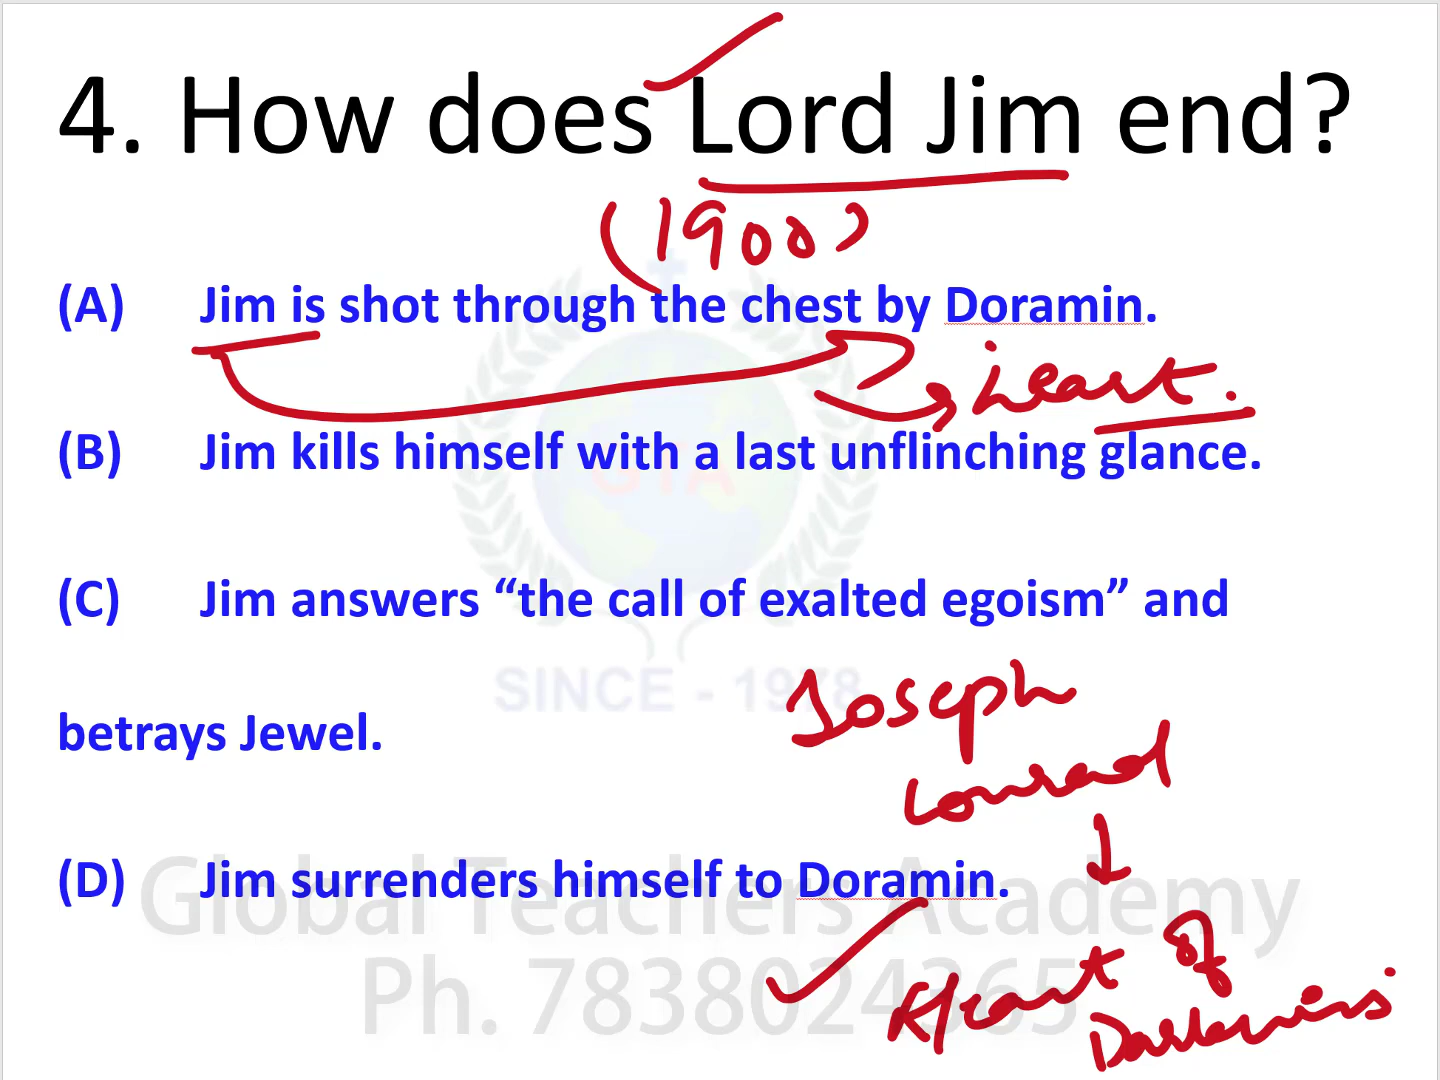 4. How does Lord Jim end?
(1900)
(A) Jim is shot through the chest by Doramin.
heart.
(B) Jim kills himself with a last unflinching glance.
GTA
(C) Jim answers “the call of exalted egoism” and
SINCE - 1978
Joseph
betrays Jewel.
Conrad
(D) Jim surrenders himself to Doramin.
Global Teachers Academy
Ph. 7838024365
Heart of
Darkness